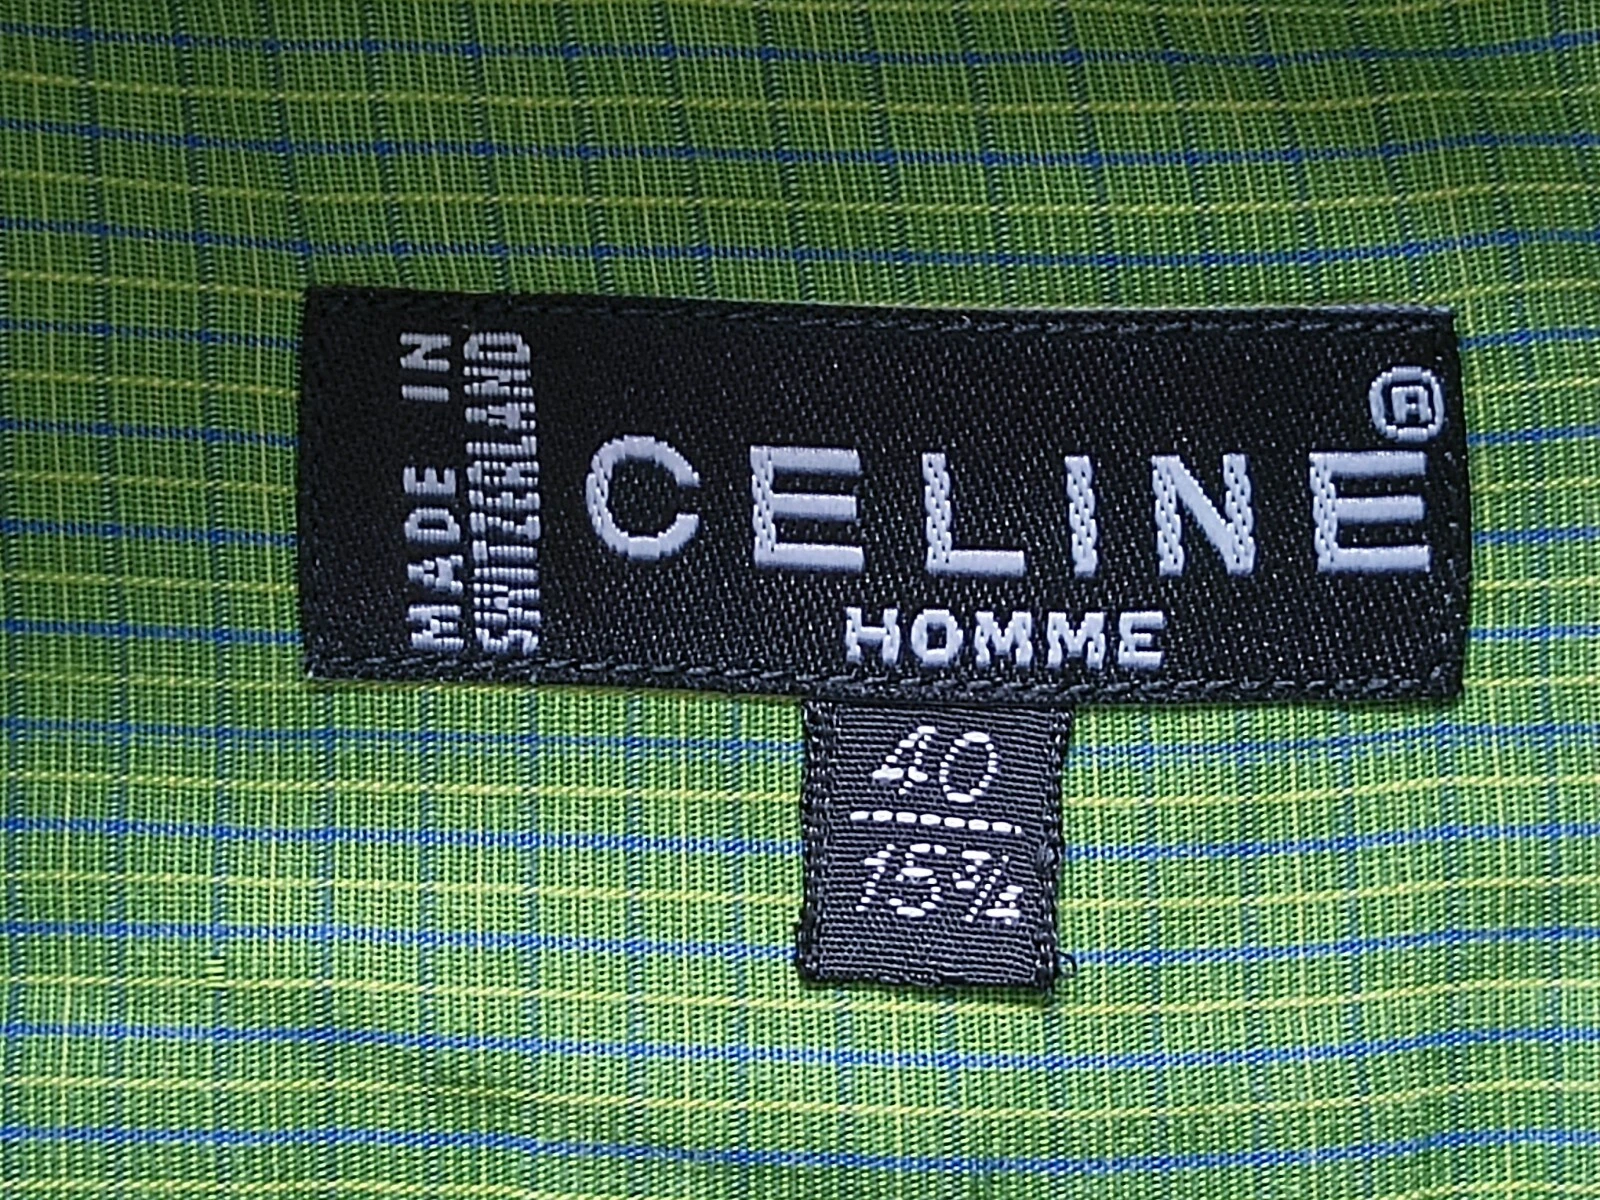 MADE IN
SWITZERLAND
CELINE®
HOMME
40
15¾